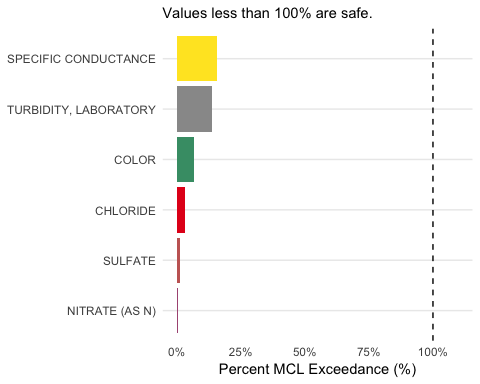 Values less than 100% are safe.
SPECIFIC CONDUCTANCE
TURBIDITY, LABORATORY
COLOR
CHLORIDE
SULFATE
NITRATE (AS N)
0% 25% 50% 75% 100%
Percent MCL Exceedance (%)